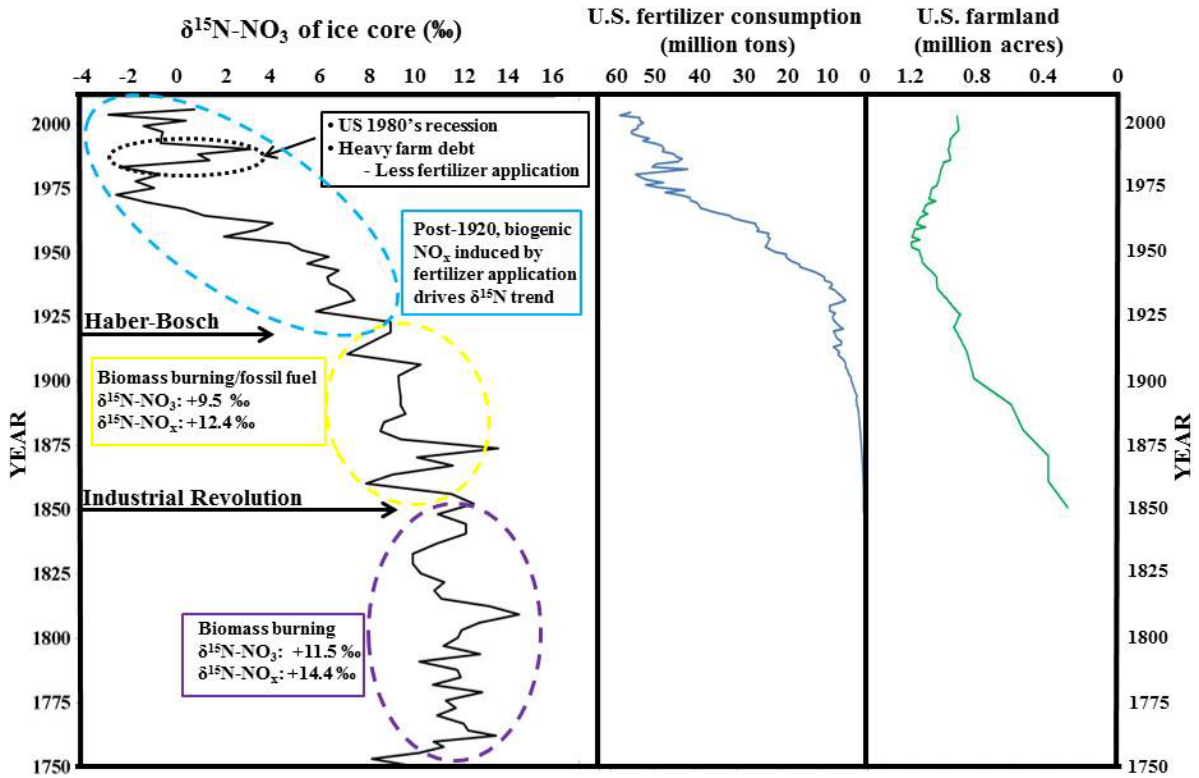 δ¹⁵N-NO₃ of ice core (‰)
-4 -2 0 2 4 6 8 10 12 14 16
U.S. fertilizer consumption
(million tons)
60 50 40 30 20 10 0
U.S. farmland
(million acres)
1.2 0.8 0.4 0
YEAR
2000
1975
1950
1925
1900
1875
1850
1825
1800
1775
1750
• US 1980's recession
• Heavy farm debt
- Less fertilizer application
Post-1920, biogenic
NOₓ induced by
fertilizer application
drives δ¹⁵N trend
Haber-Bosch
Biomass burning/fossil fuel
δ¹⁵N-NO₃: +9.5 ‰
δ¹⁵N-NOₓ: +12.4 ‰
Industrial Revolution
Biomass burning
δ¹⁵N-NO₃: +11.5 ‰
δ¹⁵N-NOₓ: +14.4 ‰
2000
1975
1950
1925
1900
1875
1850
1825
1800
1775
1750
YEAR